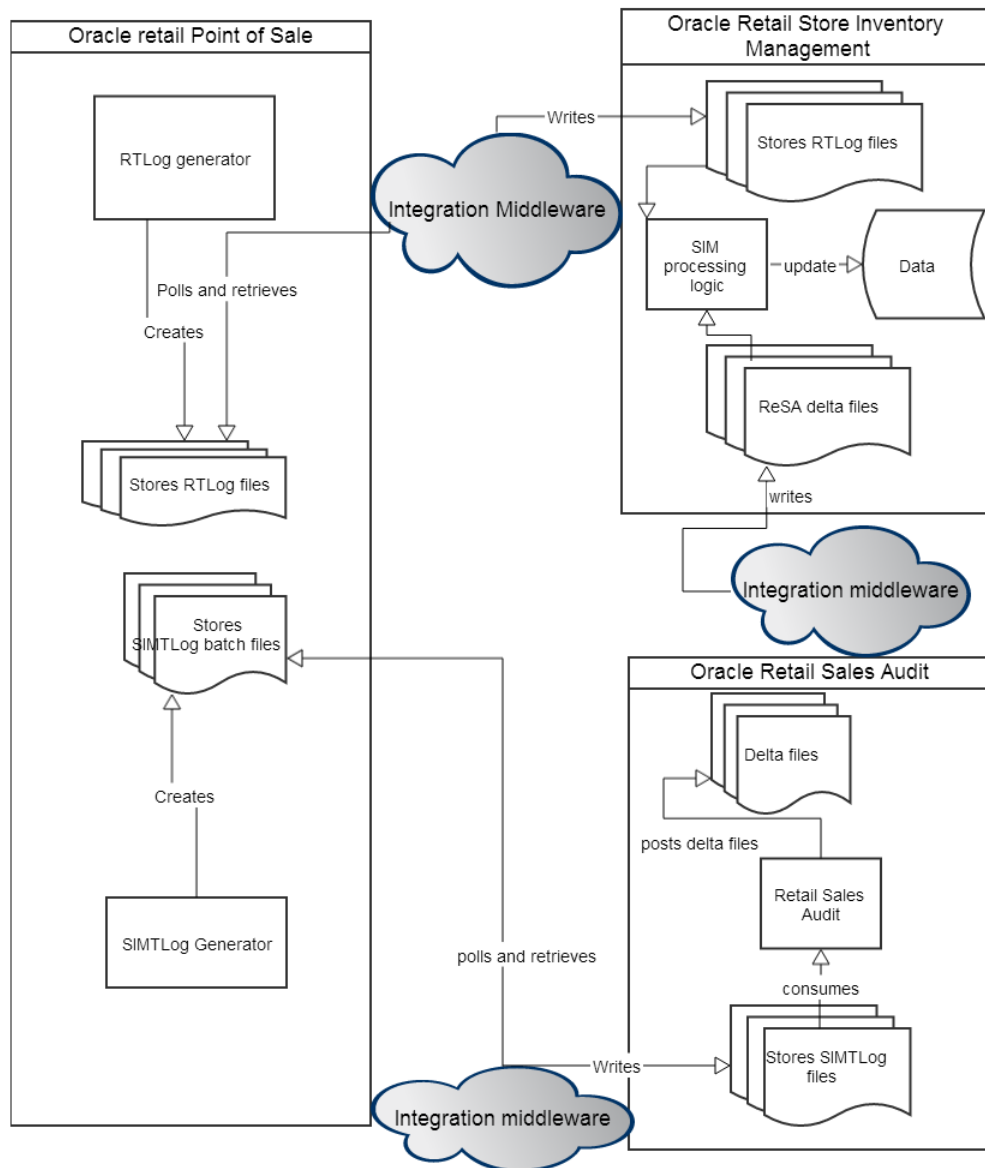 Oracle retail Point of Sale
RTLog generator
Polls and retrieves
Creates
Stores RTLog files
Stores
SIMTLog batch files
Creates
SIMTLog Generator
Integration Middleware
Writes
Oracle Retail Store Inventory
Management
Stores RTLog files
SIM
processing
logic
update
Data
ReSA delta files
writes
Integration middleware
Oracle Retail Sales Audit
Delta files
posts delta files
Retail Sales
Audit
consumes
Stores SIMTLog
files
polls and retrieves
Writes
Integration middleware